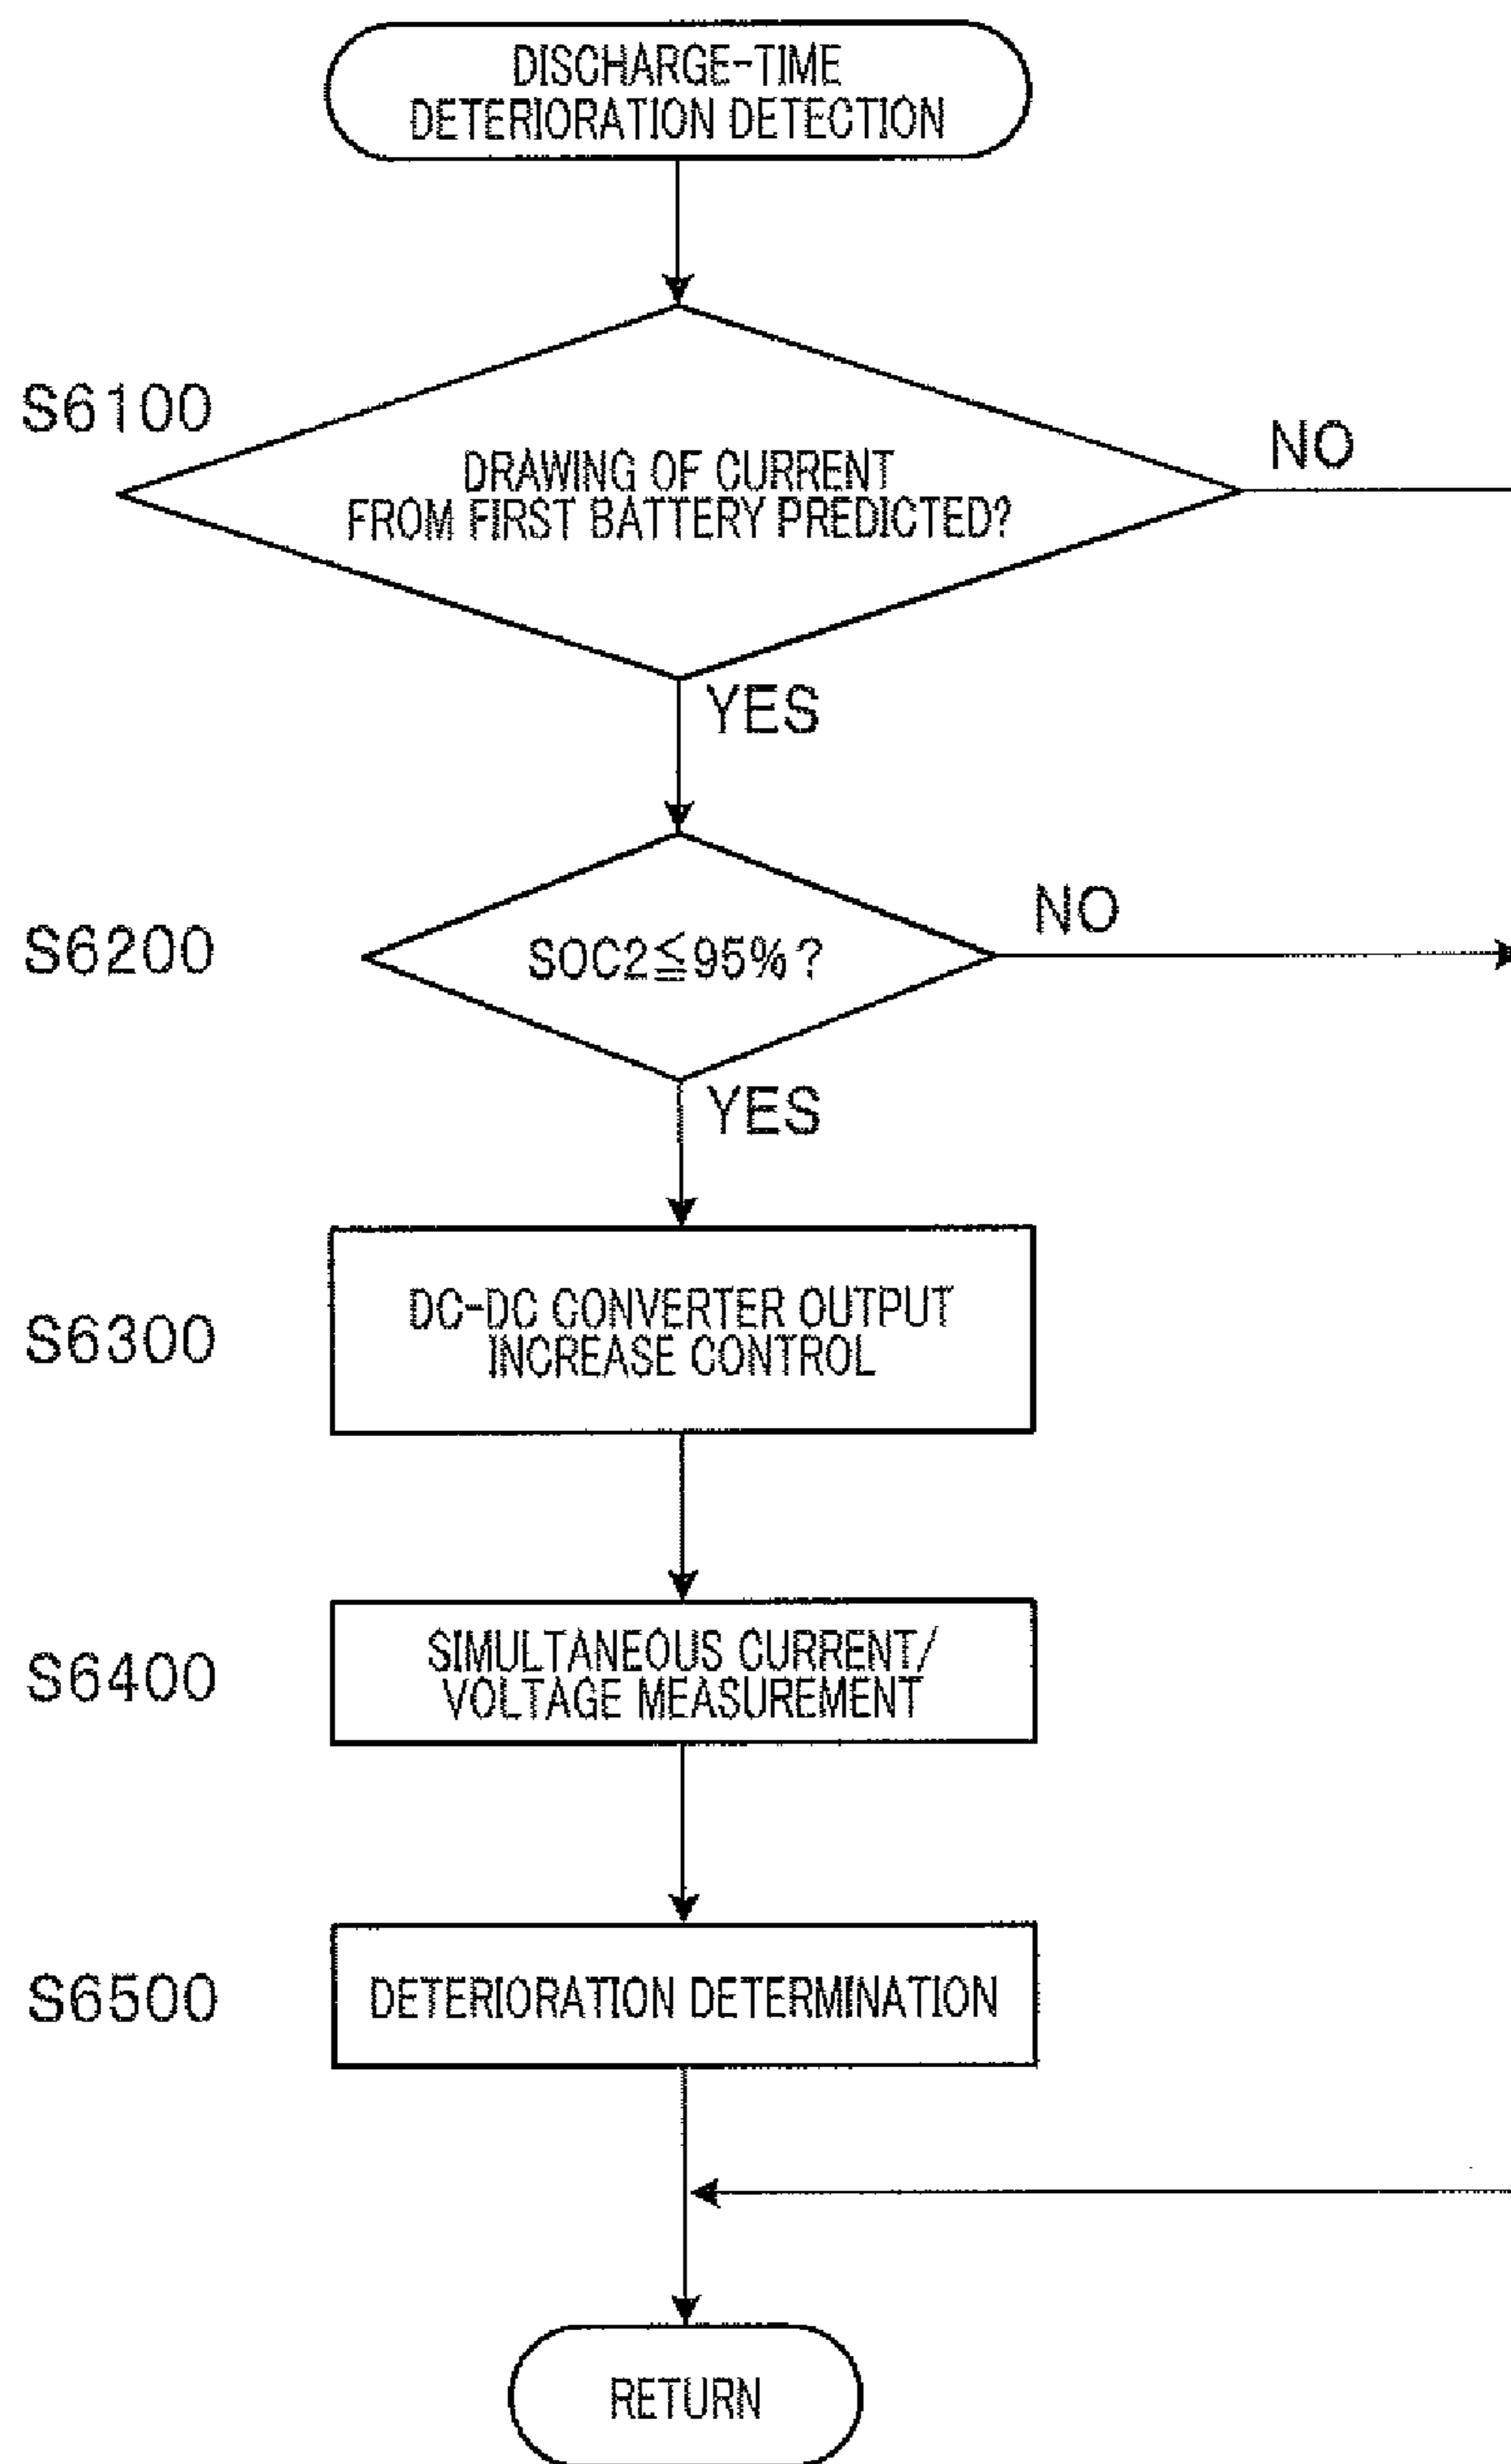 DISCHARGE-TIME
DETERIORATION DETECTION
S6100
DRAWING OF CURRENT
FROM FIRST BATTERY PREDICTED?
NO
YES
S6200
SOC2≦95%?
NO
YES
S6300
DC-DC CONVERTER OUTPUT
INCREASE CONTROL
S6400
SIMULTANEOUS CURRENT/
VOLTAGE MEASUREMENT
S6500
DETERIORATION DETERMINATION
RETURN